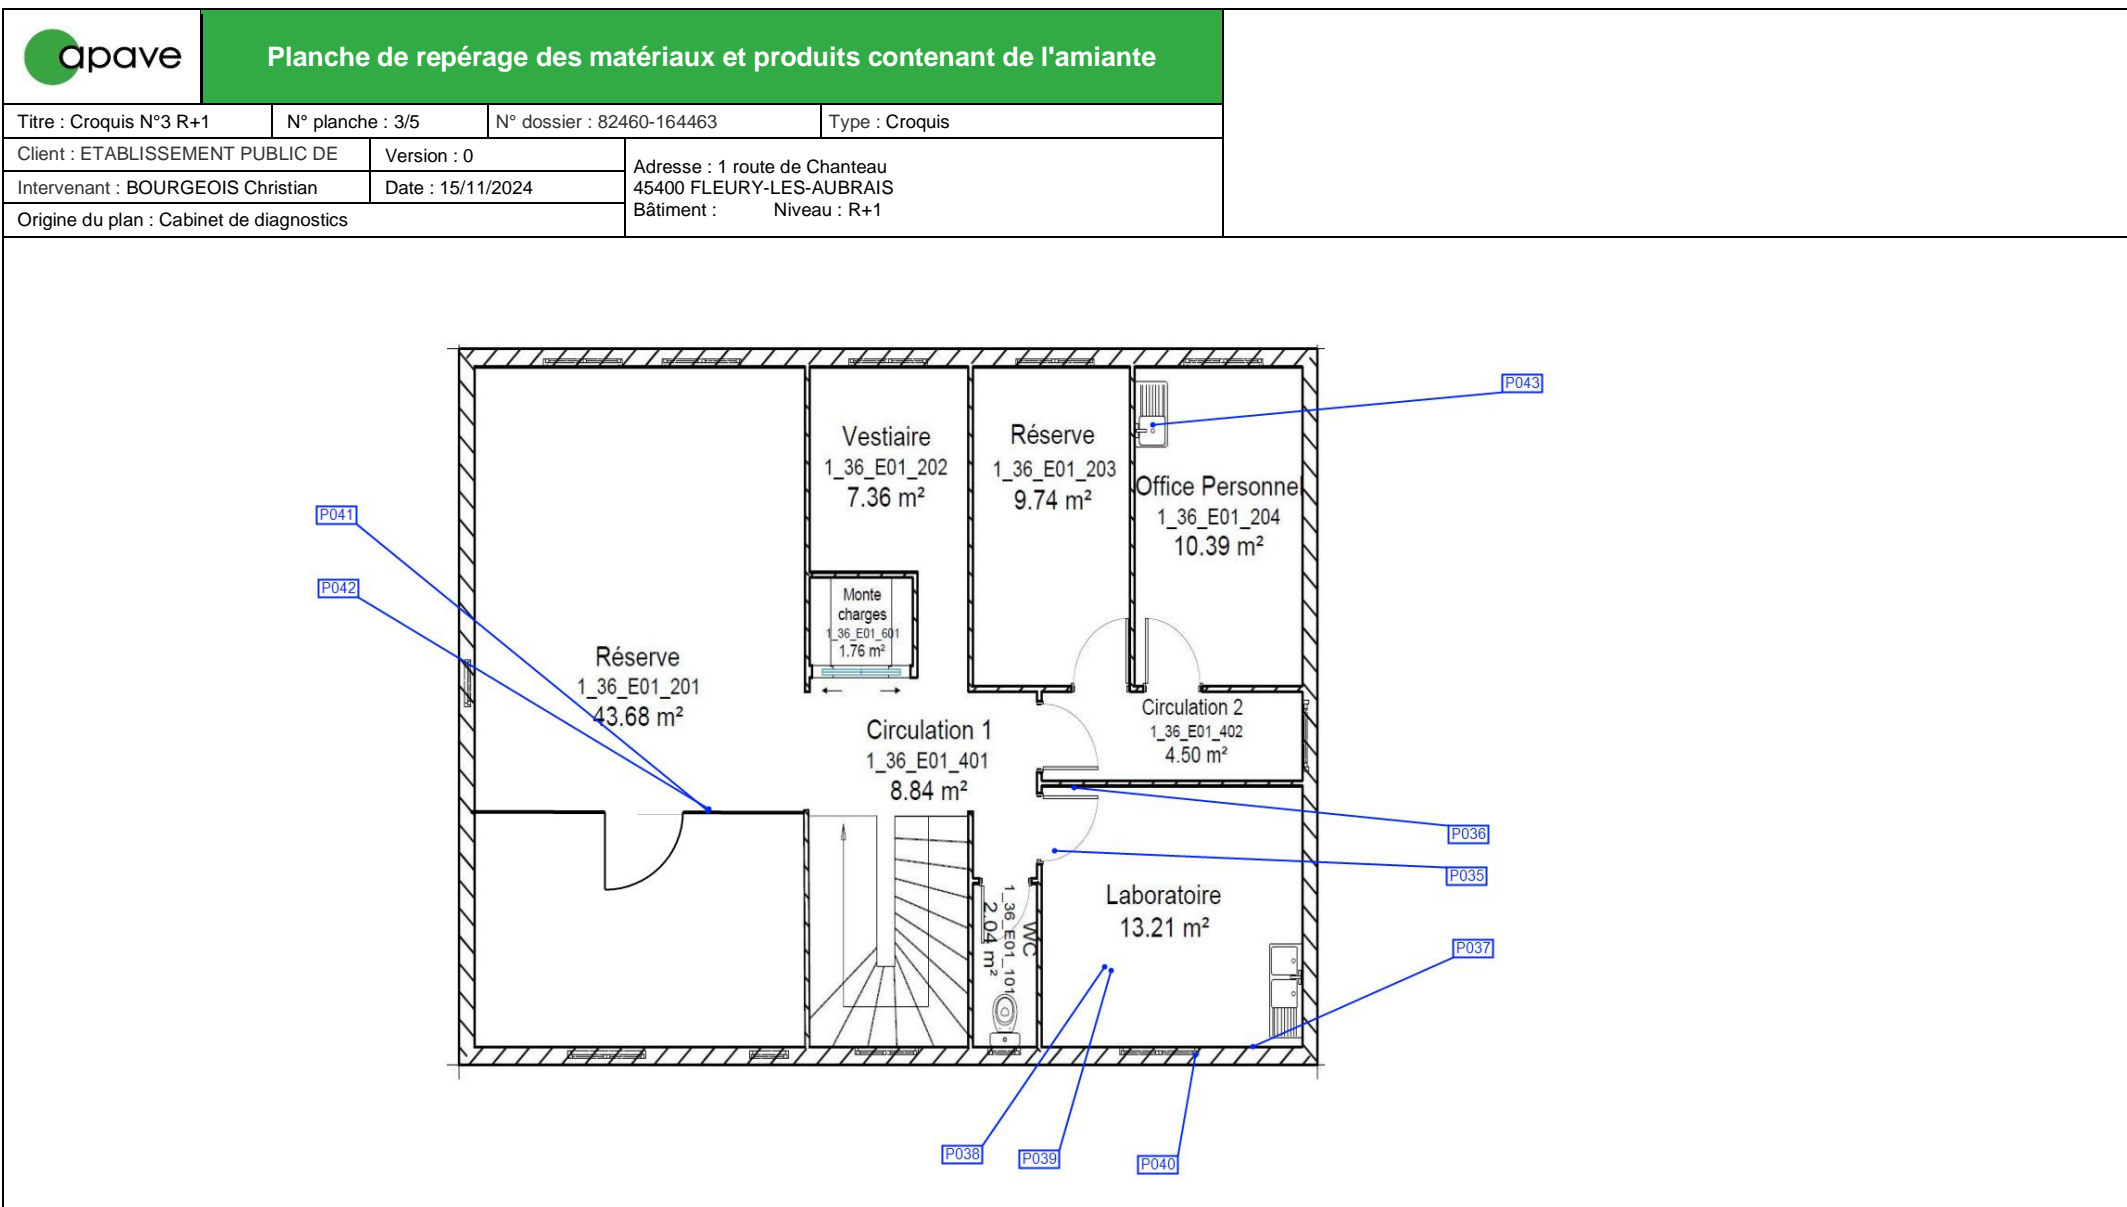 apave
Planche de repérage des matériaux et produits contenant de l'amiante
Titre : Croquis N°3 R+1
N° planche : 3/5
N° dossier : 82460-164463
Type : Croquis
Client : ETABLISSEMENT PUBLIC DE
Version : 0
Intervenant : BOURGEOIS Christian
Date : 15/11/2024
Origine du plan : Cabinet de diagnostics
Adresse : 1 route de Chanteau
45400 FLEURY-LES-AUBRAIS
Bâtiment : Niveau : R+1
P043
Vestiaire
1_36_E01_202
7.36 m²
Réserve
1_36_E01_203
9.74 m²
Office Personnel
1_36_E01_204
10.39 m²
P041
P042
Monte
charges
1_36_E01_601
1.76 m²
Réserve
1_36_E01_201
43.68 m²
Circulation 1
1_36_E01_401
8.84 m²
Circulation 2
1_36_E01_402
4.50 m²
P036
P035
Laboratoire
13.21 m²
WC
1_36_E01_101
2.04 m²
P037
P038
P039
P040